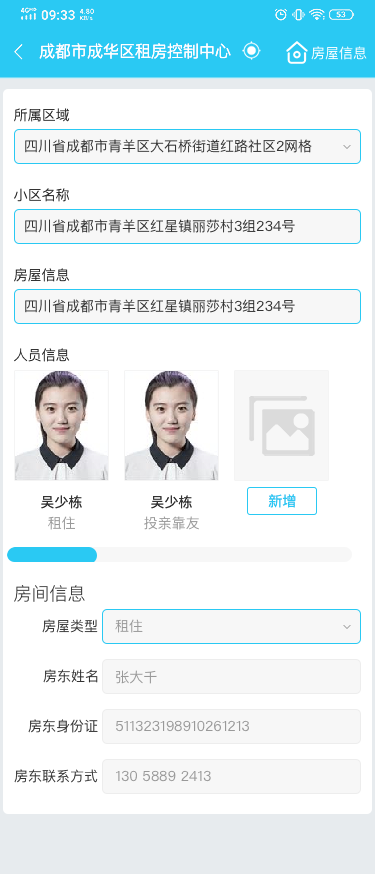 4G 09:33 4.80 KB/s 53
成都市成华区租房控制中心 房屋信息
所属区域
四川省成都市青羊区大石桥街道红路社区2网格
小区名称
四川省成都市青羊区红星镇丽莎村3组234号
房屋信息
四川省成都市青羊区红星镇丽莎村3组234号
人员信息
吴少栋 吴少栋 新增
租住 投亲靠友
房间信息
房屋类型 租住
房东姓名 张大千
房东身份证 511323198910261213
房东联系方式 130 5889 2413